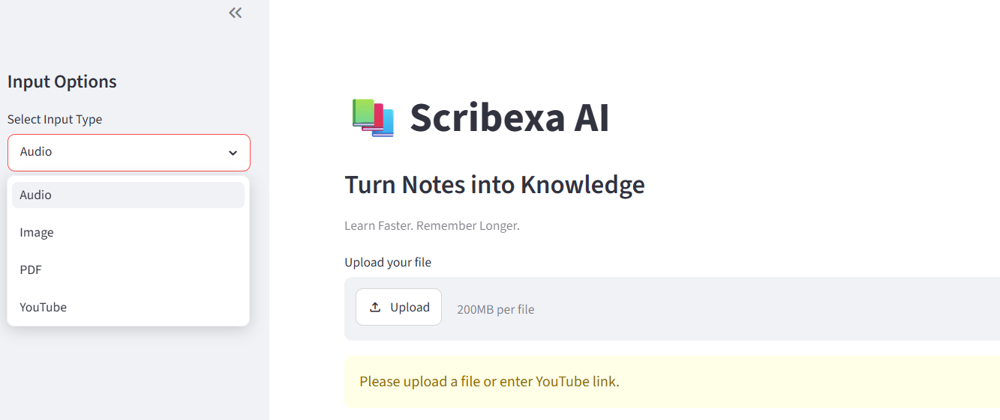 Input Options
Select Input Type
Audio
Audio
Image
PDF
YouTube
Scribexa AI
Turn Notes into Knowledge
Learn Faster. Remember Longer.
Upload your file
Upload
200MB per file
Please upload a file or enter YouTube link.